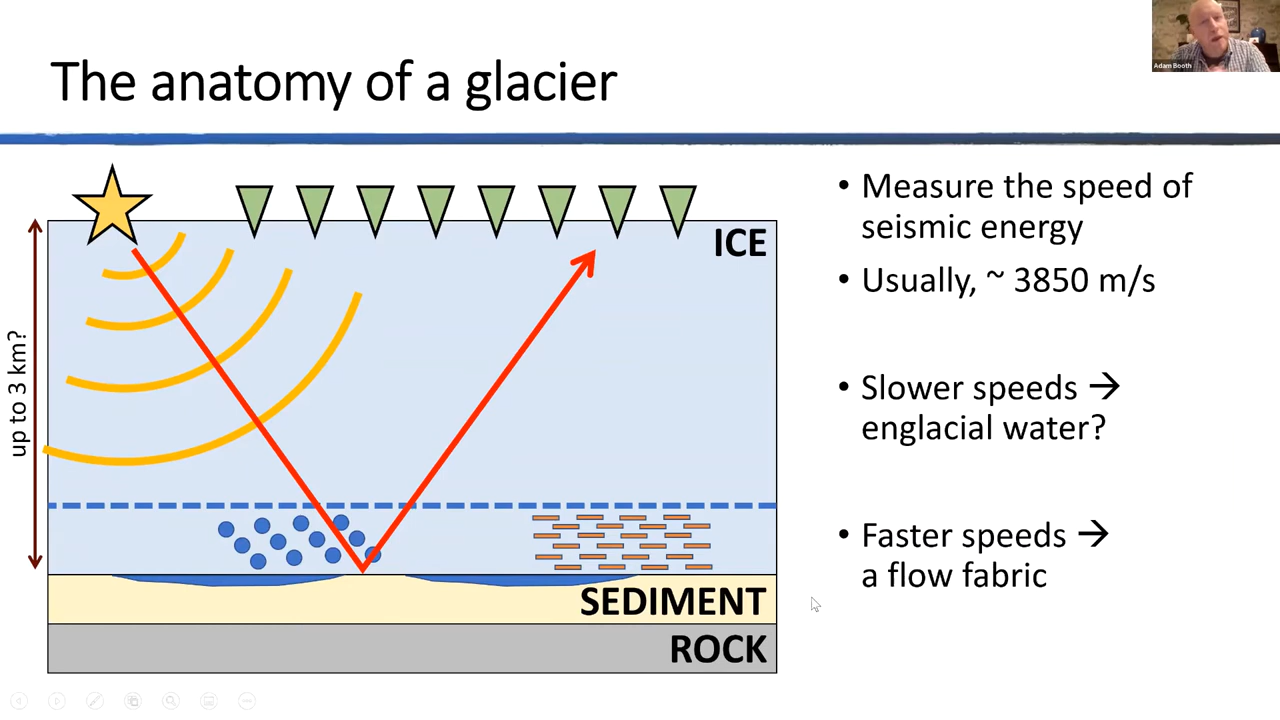 The anatomy of a glacier
Adam Booth
ICE
up to 3 km?
SEDIMENT
ROCK
• Measure the speed of
seismic energy
• Usually, ~ 3850 m/s
• Slower speeds →
englacial water?
• Faster speeds →
a flow fabric